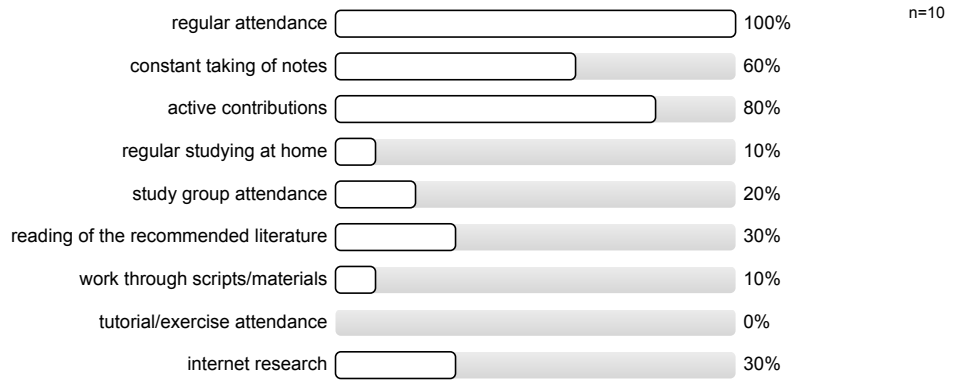 regular attendance 100% n=10
constant taking of notes 60%
active contributions 80%
regular studying at home 10%
study group attendance 20%
reading of the recommended literature 30%
work through scripts/materials 10%
tutorial/exercise attendance 0%
internet research 30%